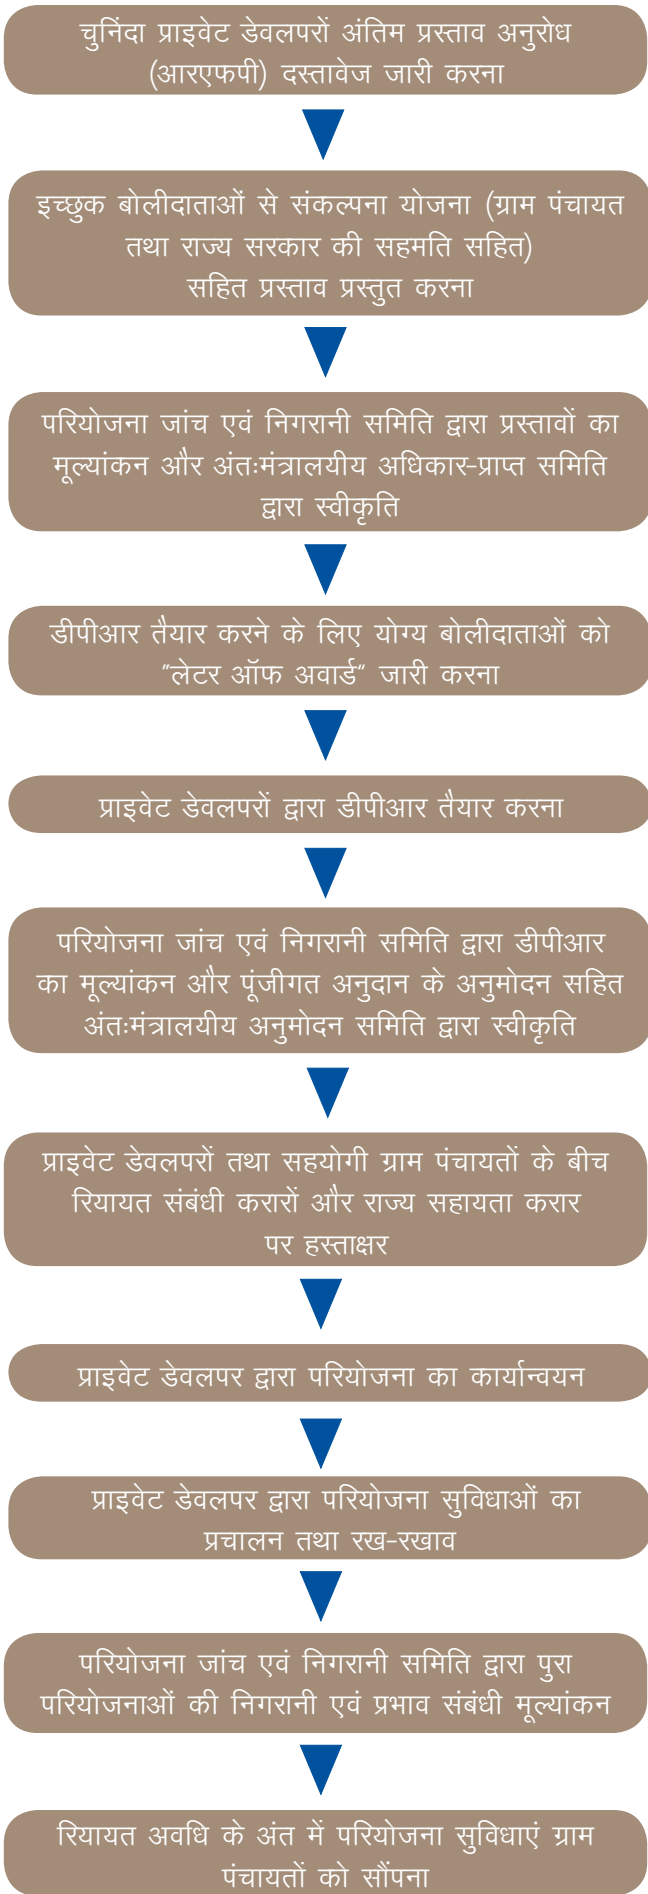 चुनिंदा प्राइवेट डेवलपरों अंतिम प्रस्ताव अनुरोध
(आरएफपी) दस्तावेज जारी करना
इच्छुक बोलीदाताओं से संकल्पना योजना (ग्राम पंचायत
तथा राज्य सरकार की सहमति सहित)
सहित प्रस्ताव प्रस्तुत करना
परियोजना जांच एवं निगरानी समिति द्वारा प्रस्तावों का
मूल्यांकन और अंतःमंत्रालयीय अधिकार-प्राप्त समिति
द्वारा स्वीकृति
डीपीआर तैयार करने के लिए योग्य बोलीदाताओं को
"लेटर ऑफ अवार्ड" जारी करना
प्राइवेट डेवलपरों द्वारा डीपीआर तैयार करना
परियोजना जांच एवं निगरानी समिति द्वारा डीपीआर
का मूल्यांकन और पूंजीगत अनुदान के अनुमोदन सहित
अंतःमंत्रालयीय अनुमोदन समिति द्वारा स्वीकृति
प्राइवेट डेवलपरों तथा सहयोगी ग्राम पंचायतों के बीच
रियायत संबंधी करारों और राज्य सहायता करार
पर हस्ताक्षर
प्राइवेट डेवलपर द्वारा परियोजना का कार्यान्वयन
प्राइवेट डेवलपर द्वारा परियोजना सुविधाओं का
प्रचालन तथा रख-रखाव
परियोजना जांच एवं निगरानी समिति द्वारा पुरा
परियोजनाओं की निगरानी एवं प्रभाव संबंधी मूल्यांकन
रियायत अवधि के अंत में परियोजना सुविधाएं ग्राम
पंचायतों को सौंपना